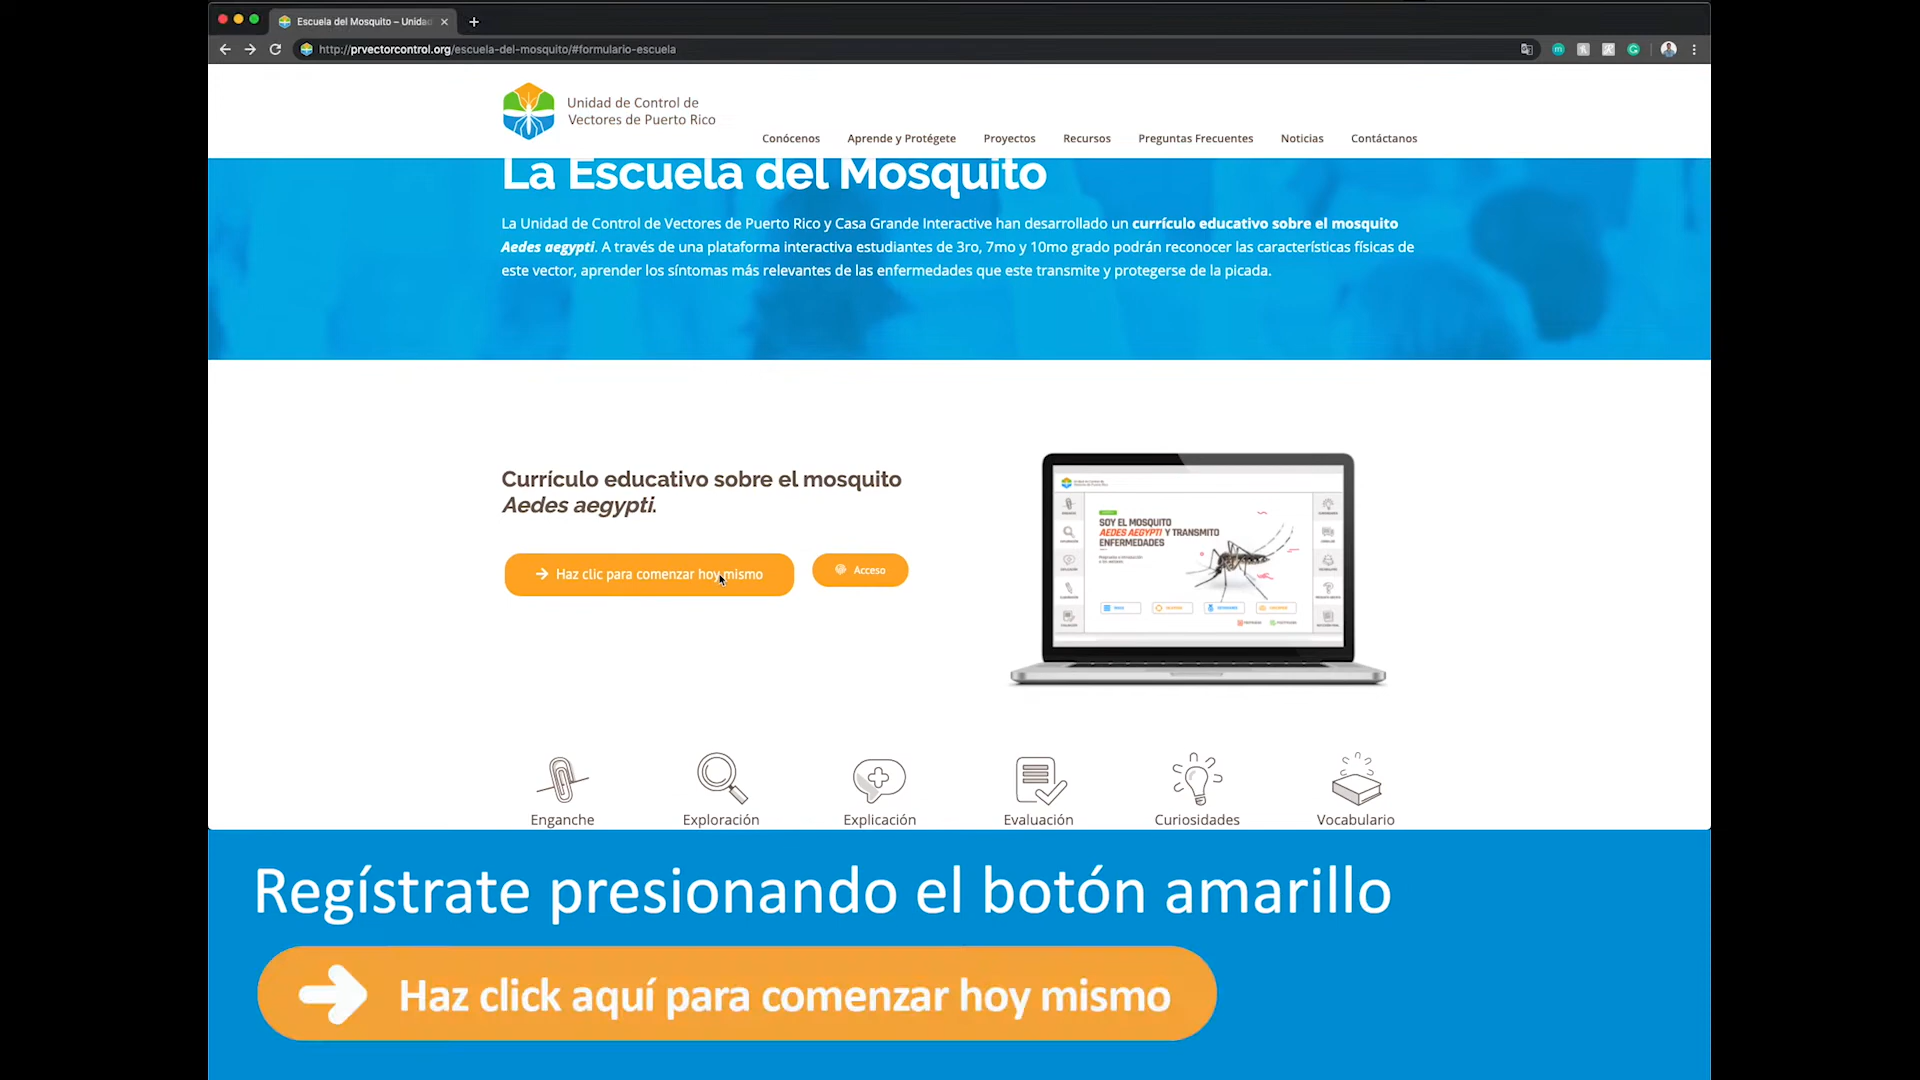 Escuela del Mosquito – Unidad
http://prvectorcontrol.org/escuela-del-mosquito/#formulario-escuela
Unidad de Control de
Vectores de Puerto Rico
Conócenos Aprende y Protégete Proyectos Recursos Preguntas Frecuentes Noticias Contáctanos
La Escuela del Mosquito
La Unidad de Control de Vectores de Puerto Rico y Casa Grande Interactive han desarrollado un currículo educativo sobre el mosquito
Aedes aegypti. A través de una plataforma interactiva estudiantes de 3ro, 7mo y 10mo grado podrán reconocer las características físicas de
este vector, aprender los síntomas más relevantes de las enfermedades que este transmite y protegerse de la picada.
Currículo educativo sobre el mosquito
Aedes aegypti.
Haz clic para comenzar hoy mismo
Acceso
SOY EL MOSQUITO
AEDES AEGYPTI Y TRANSMITO
ENFERMEDADES
Enganche Exploración Explicación Evaluación Curiosidades Vocabulario
Regístrate presionando el botón amarillo
Haz click aquí para comenzar hoy mismo